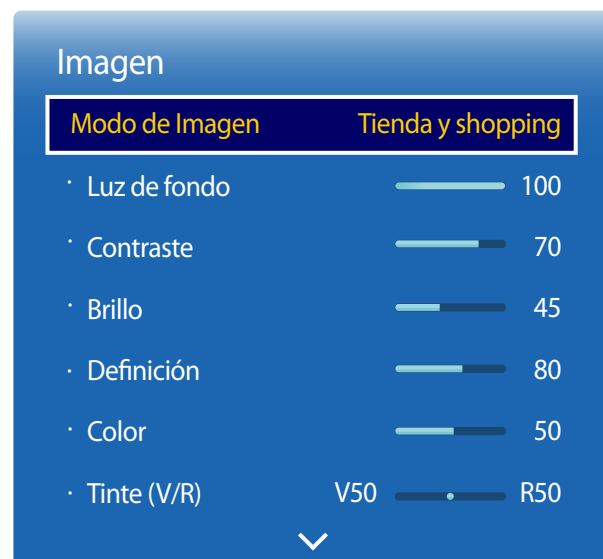 Imagen
Modo de Imagen Tienda y shopping
· Luz de fondo 100
· Contraste 70
· Brillo 45
· Definición 80
· Color 50
· Tinte (V/R) V50 R50